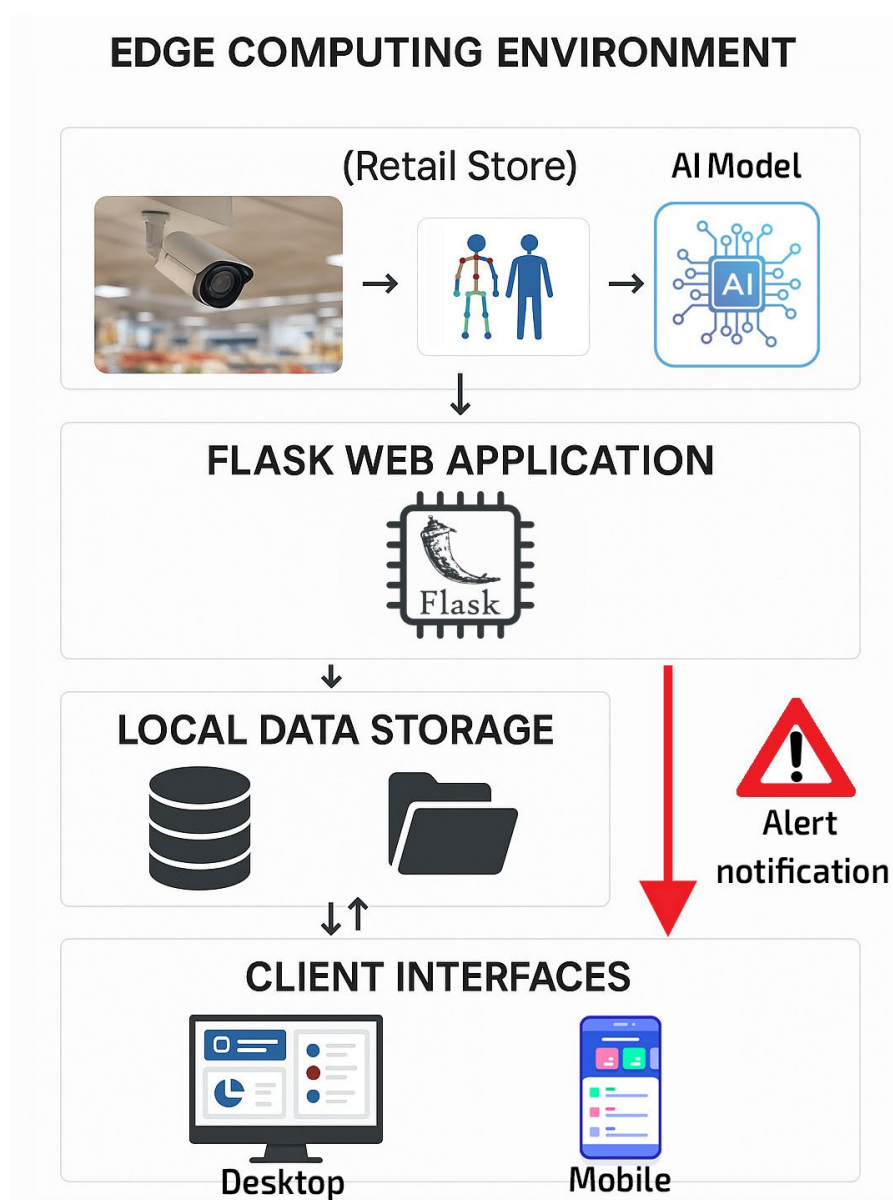 EDGE COMPUTING ENVIRONMENT
(Retail Store)
AI Model
AI
FLASK WEB APPLICATION
Flask
LOCAL DATA STORAGE
Alert
notification
CLIENT INTERFACES
Desktop
Mobile